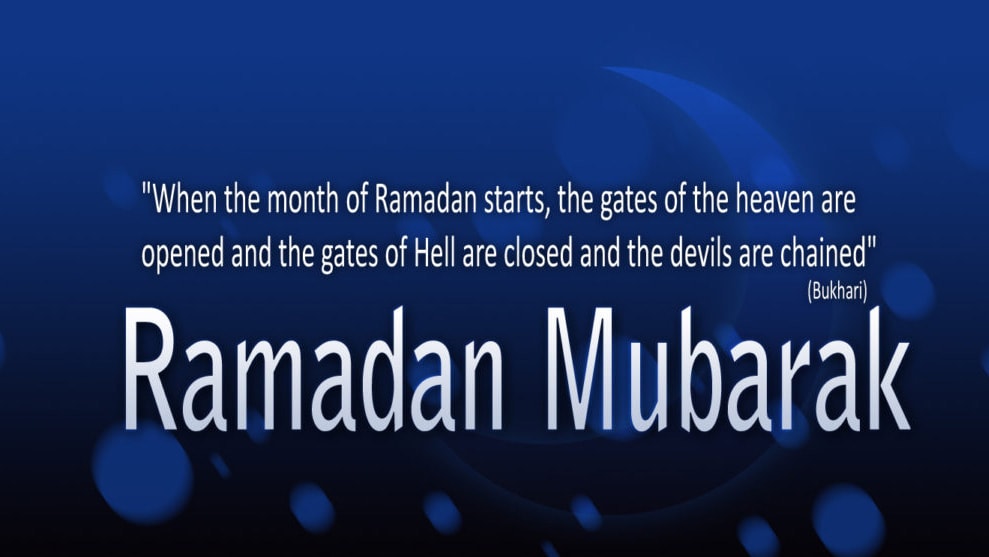 "When the month of Ramadan starts, the gates of the heaven are
opened and the gates of Hell are closed and the devils are chained"
(Bukhari)
Ramadan Mubarak